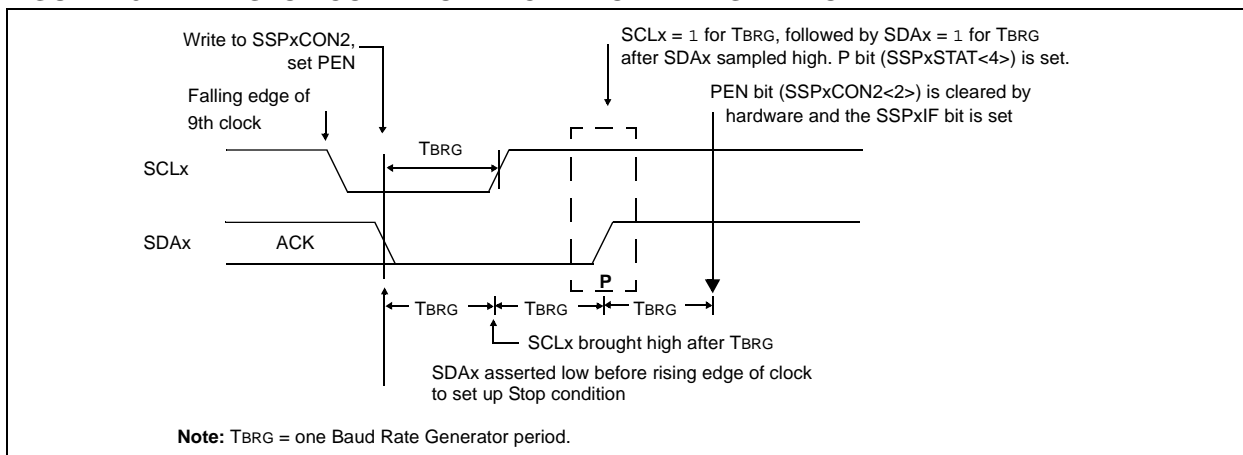 Write to SSPxCON2,
set PEN
SCLx = 1 for TBRG, followed by SDAx = 1 for TBRG
after SDAx sampled high. P bit (SSPxSTAT<4>) is set.
Falling edge of
9th clock
PEN bit (SSPxCON2<2>) is cleared by
hardware and the SSPxIF bit is set
TBRG
SCLx
SDAx
ACK
P
TBRG
TBRG
TBRG
SCLx brought high after TBRG
SDAx asserted low before rising edge of clock
to set up Stop condition
Note: TBRG = one Baud Rate Generator period.